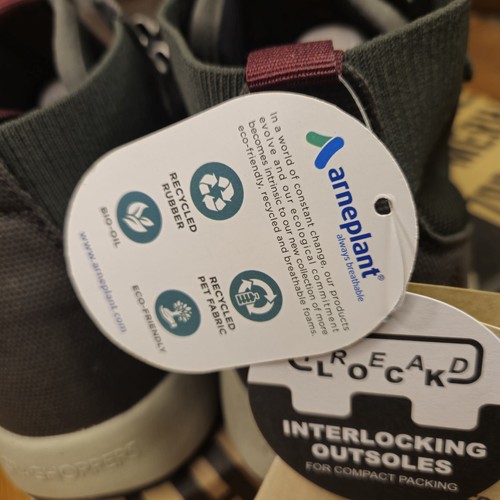 arneplant®
always breathable
In a world of constant change, our products
evolve and our ecological commitment
becomes intrinsic to our new collection of more
eco-friendly, recycled and breathable foams.
RECYCLED
RUBBER
RECYCLED
PET FABRIC
BIO-OIL
ECO-FRIENDLY
www.arneplant.com
TREAD
LOCK
INTERLOCKING
OUTSOLES
FOR COMPACT PACKING